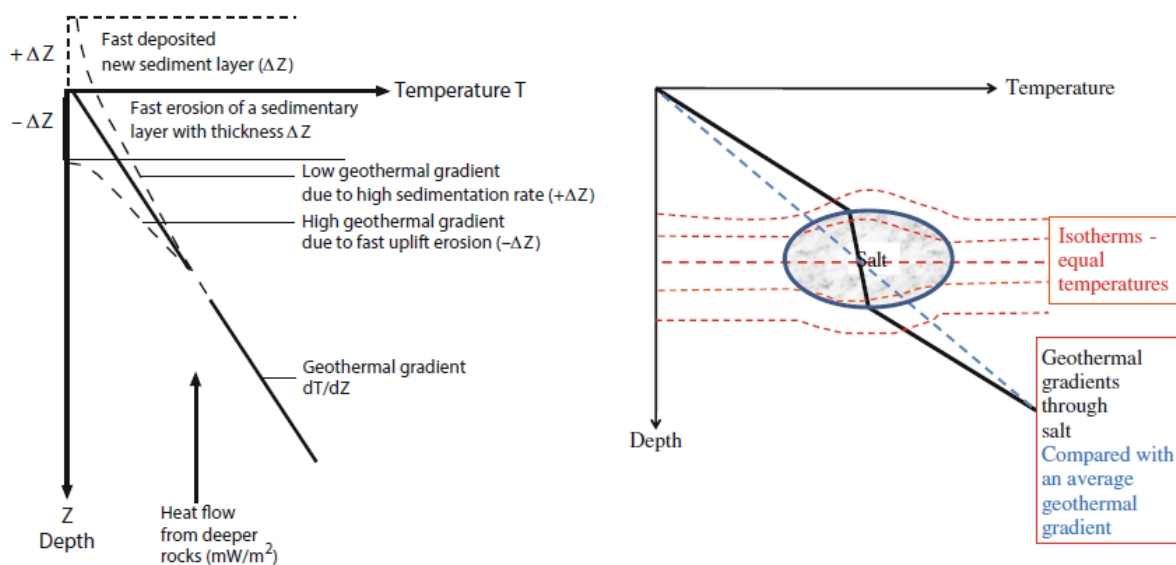 + ΔZ
Fast deposited
new sediment layer (ΔZ)
Temperature T
− ΔZ
Fast erosion of a sedimentary
layer with thickness ΔZ
Low geothermal gradient
due to high sedimentation rate (+ΔZ)
High geothermal gradient
due to fast uplift erosion (−ΔZ)
Geothermal gradient
dT/dZ
Z
Depth
Heat flow
from deeper
rocks (mW/m²)
Temperature
Salt
Isotherms -
equal
temperatures
Depth
Geothermal
gradients
through
salt
Compared with
an average
geothermal
gradient